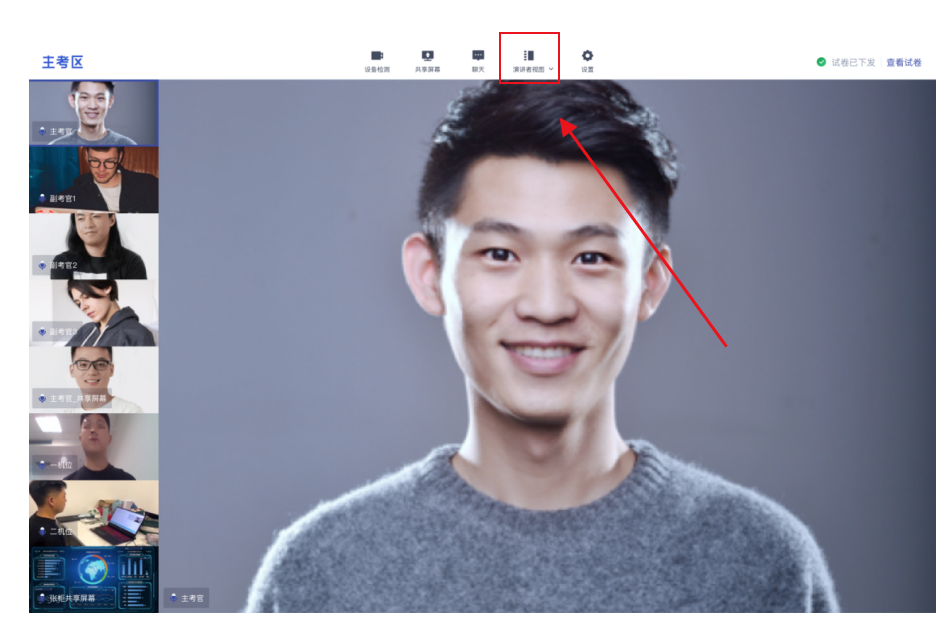 主考区
设备检测
共享屏幕
聊天
演讲者视图
设置
试卷已下发
查看试卷
主考官
副考官1
副考官2
副考官3
主考官_共享屏幕
一机位
二机位
张柜共享屏幕
主考官